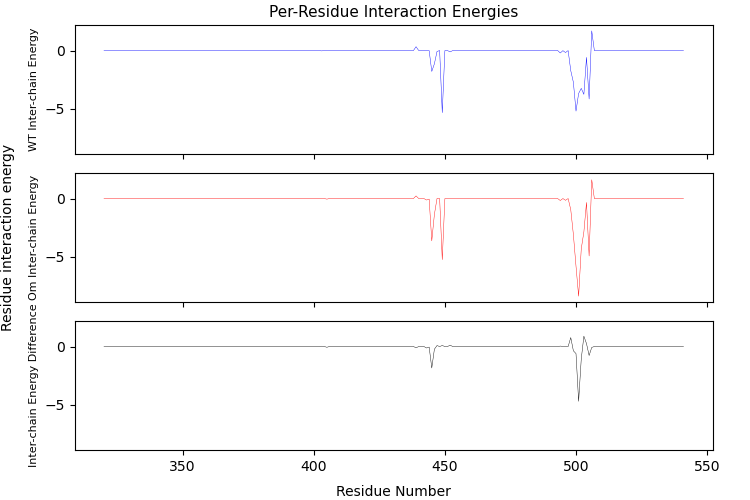 Per-Residue Interaction Energies
Residue interaction energy
WT Inter-chain Energy
0
−5
Om Inter-chain Energy
0
−5
Inter-chain Energy Difference
0
−5
350
400
450
500
550
Residue Number